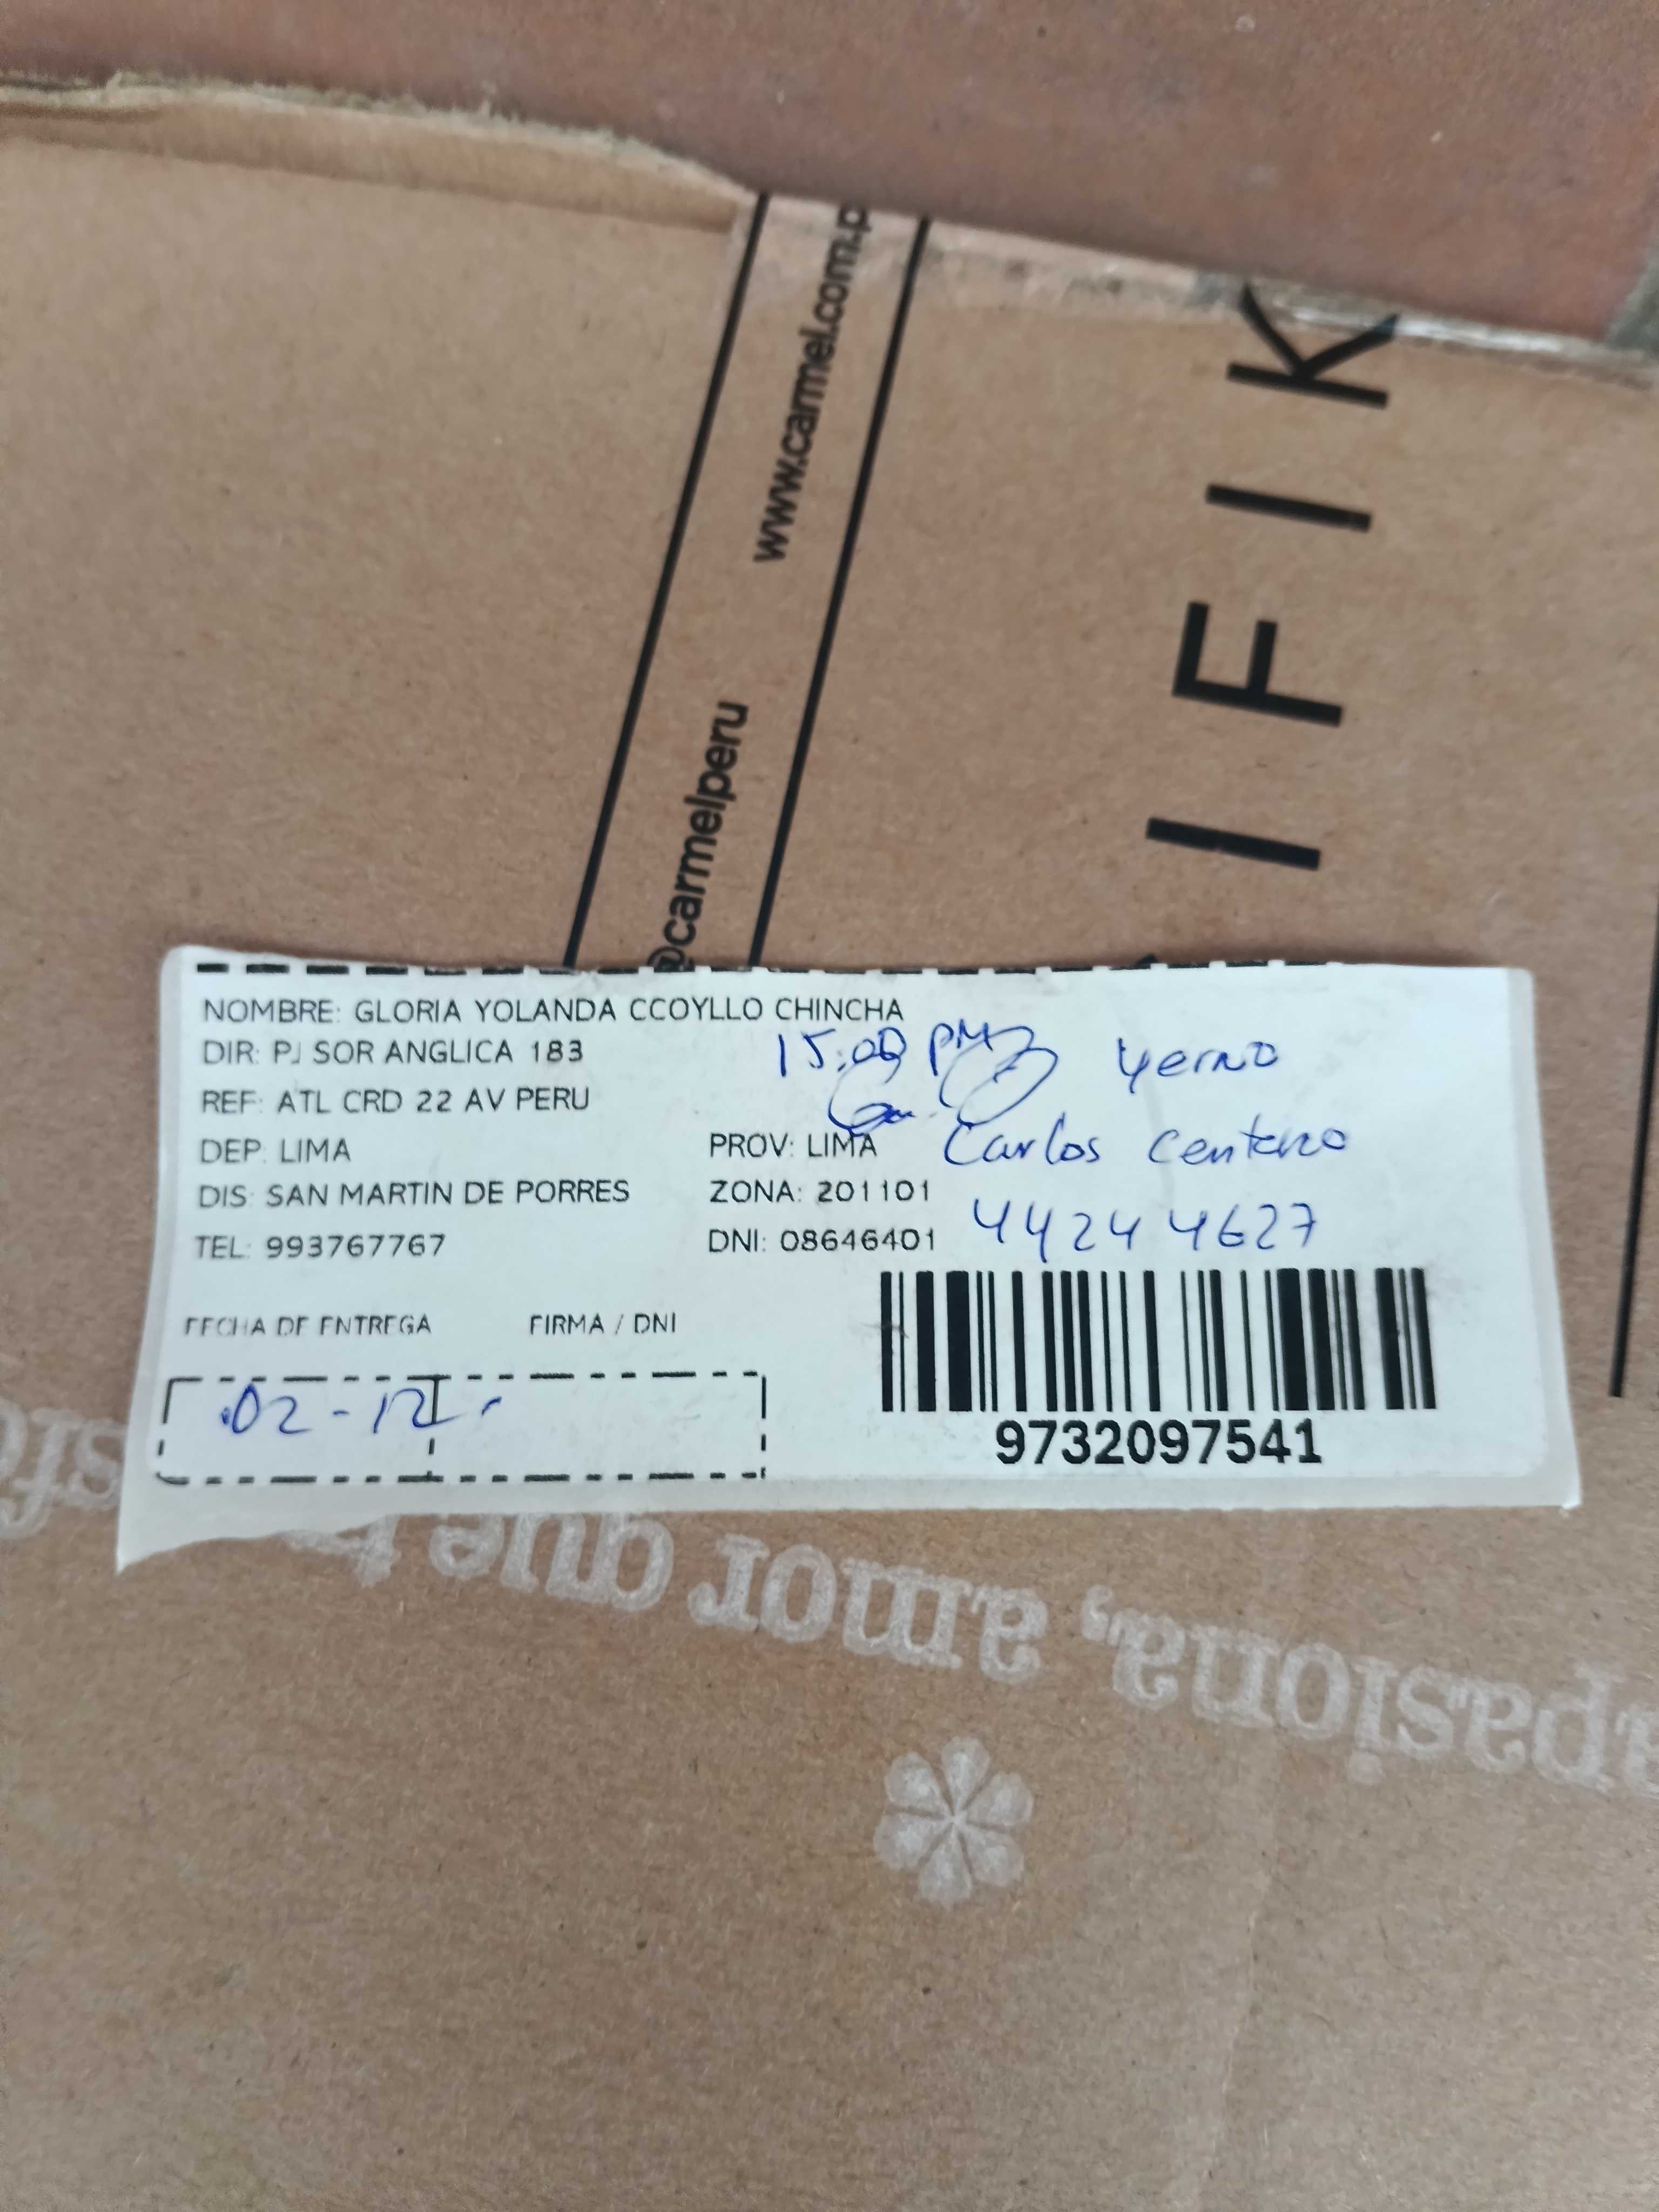 www.carmel.com.p
@carmelperu
I F I K
NOMBRE: GLORIA YOLANDA CCOYLLO CHINCHA
DIR: PJ SOR ANGLICA 183
15:00 PM yerno
REF: ATL CRD 22 AV PERU
DEP: LIMA PROV: LIMA Carlos Centeno
DIS: SAN MARTIN DE PORRES ZONA: 201101
TEL: 993767767 DNI: 08646401 44244627
FECHA DE ENTREGA FIRMA / DNI
02-12
9732097541
apasiona, amor que